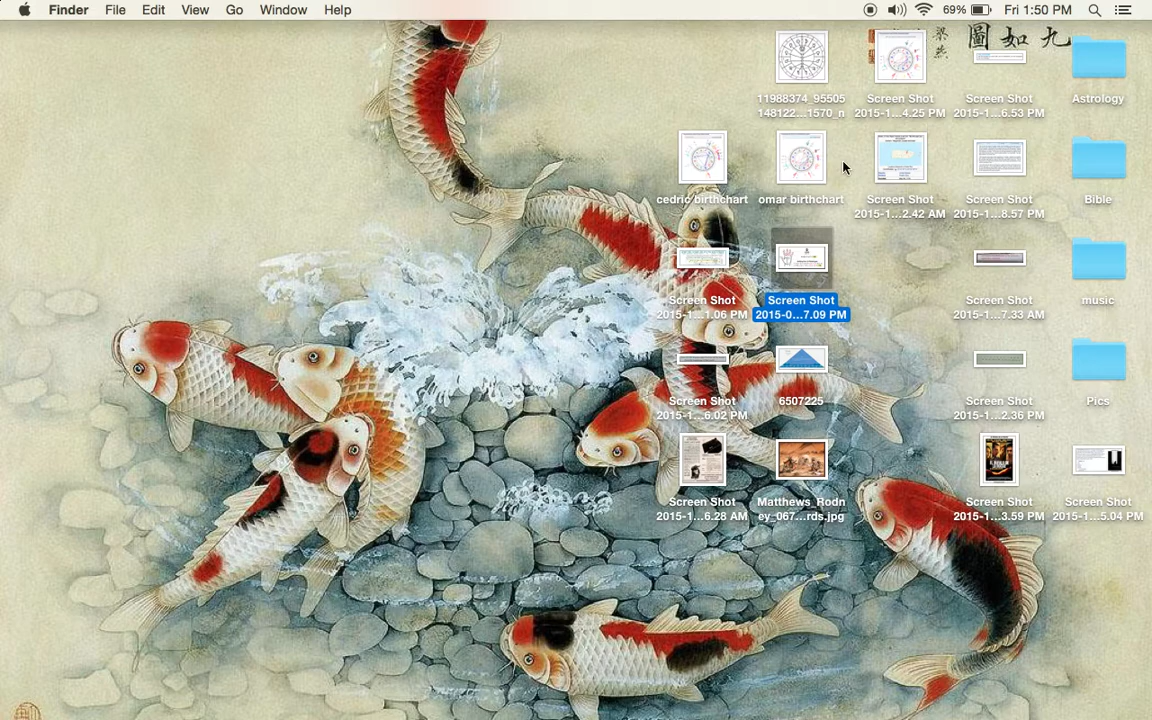 Finder File Edit View Go Window Help
69% Fri 1:50 PM
圖如九
梁
燕
11988374_95505
148122...1570_n
Screen Shot
2015-1...4.25 PM
Screen Shot
2015-1...6.53 PM
Astrology
cedric birthchart
omar birthchart
Screen Shot
2015-1...2.42 AM
Screen Shot
2015-1...8.57 PM
Bible
Screen Shot
2015-1...1.06 PM
Screen Shot
2015-0...7.09 PM
Screen Shot
2015-1...7.33 AM
music
Screen Shot
2015-1...6.02 PM
6507225
Screen Shot
2015-1...2.36 PM
Pics
Screen Shot
2015-1...6.28 AM
Matthews_Rodn
ey_067...rds.jpg
Screen Shot
2015-1...3.59 PM
Screen Shot
2015-1...5.04 PM